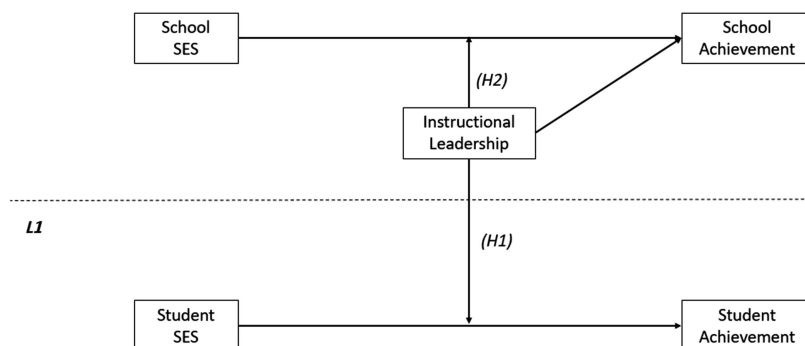 School
SES
School
Achievement
(H2)
Instructional
Leadership
L1
(H1)
Student
SES
Student
Achievement